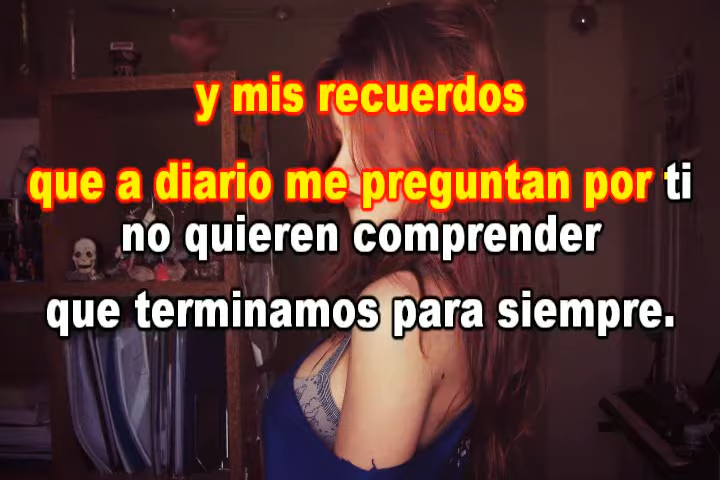 y mis recuerdos
que a diario me preguntan por ti
no quieren comprender
que terminamos para siempre.